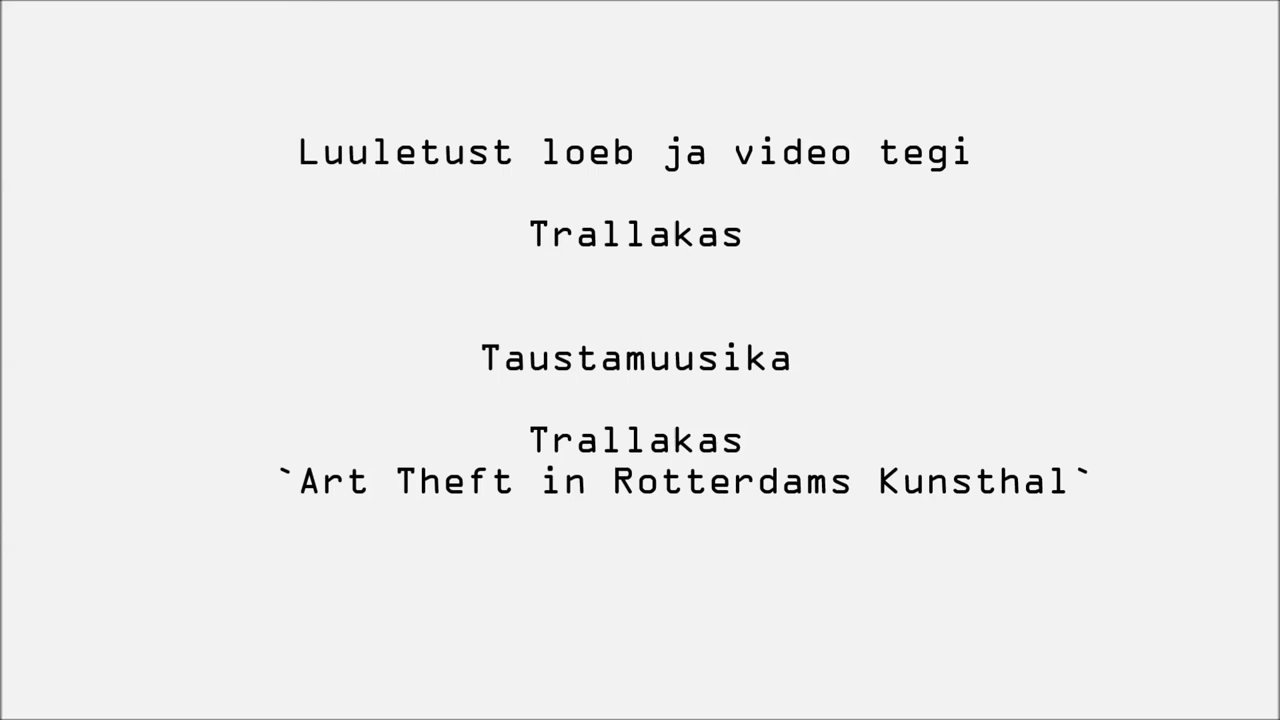 Luuletust loeb ja video tegi
Trallakas
Taustamuusika
Trallakas
`Art Theft in Rotterdams Kunsthal`